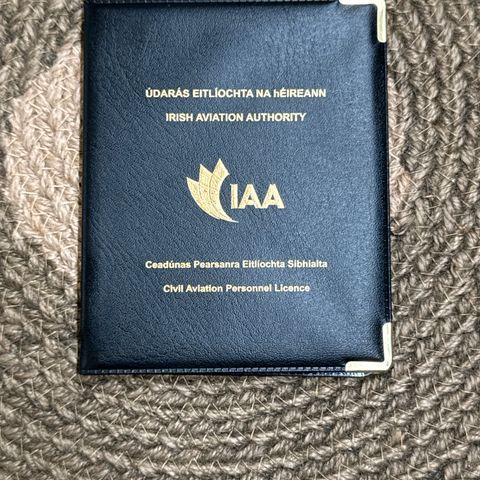 ÚDARÁS EITLÍOCHTA NA hÉIREANN
IRISH AVIATION AUTHORITY
IAA
Ceadúnas Pearsanra Eitlíochta Sibhialta
Civil Aviation Personnel Licence